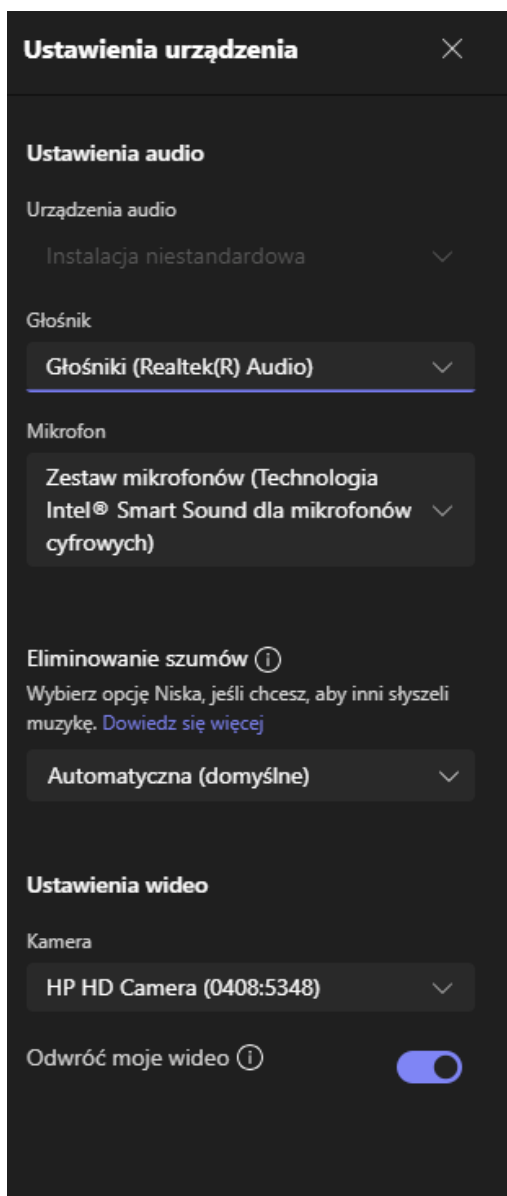 Ustawienia urządzenia
Ustawienia audio
Urządzenia audio
Instalacja niestandardowa
Głośnik
Głośniki (Realtek(R) Audio)
Mikrofon
Zestaw mikrofonów (Technologia
Intel® Smart Sound dla mikrofonów
cyfrowych)
Eliminowanie szumów
Wybierz opcję Niska, jeśli chcesz, aby inni słyszeli
muzykę. Dowiedz się więcej
Automatyczna (domyślne)
Ustawienia wideo
Kamera
HP HD Camera (0408:5348)
Odwróć moje wideo